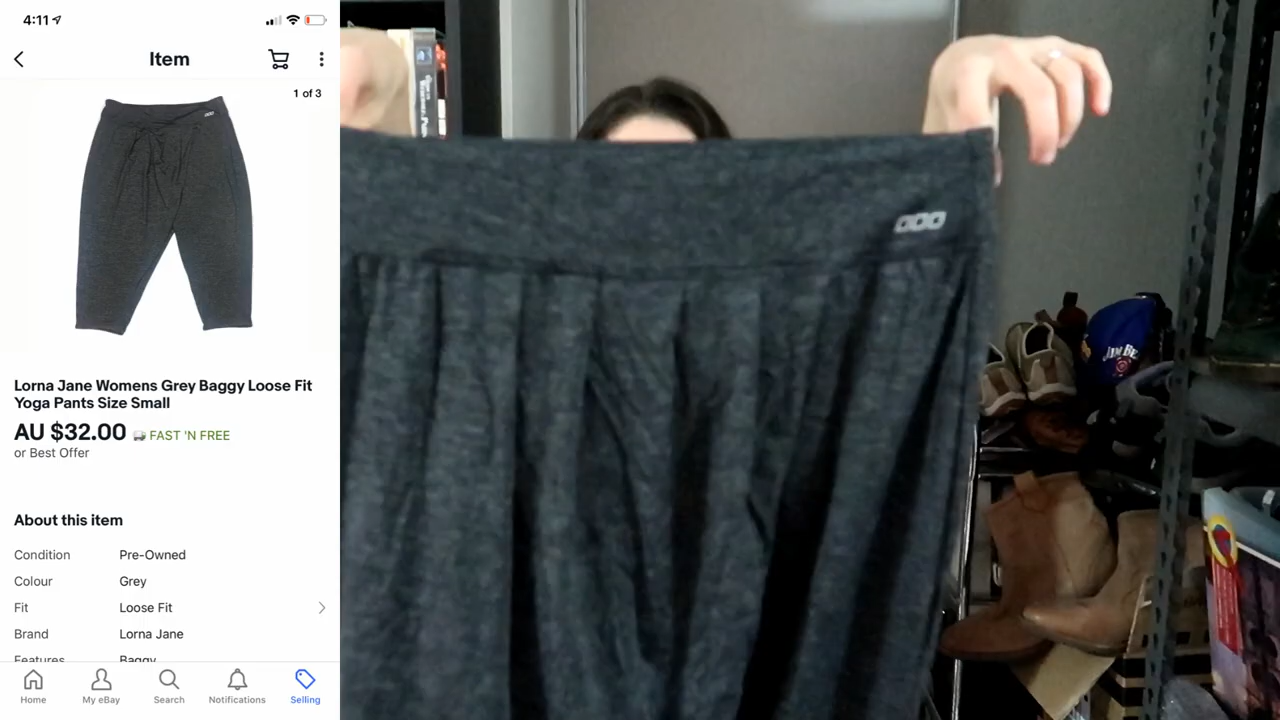 4:11
Item
1 of 3
Lorna Jane Womens Grey Baggy Loose Fit
Yoga Pants Size Small
AU $32.00 FAST 'N FREE
or Best Offer
About this item
Condition Pre-Owned
Colour Grey
Fit Loose Fit
Brand Lorna Jane
Features Baggy
Home My eBay Search Notifications Selling